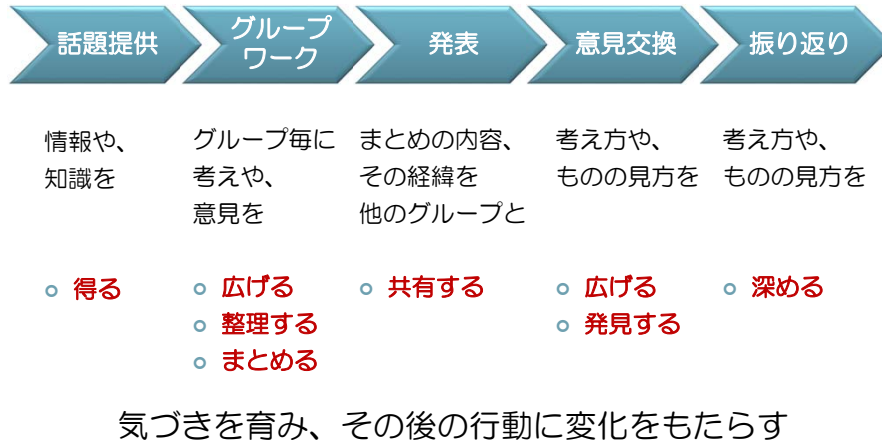 話題提供
グループ
ワーク
発表
意見交換
振り返り
情報や、
知識を
得る
グループ毎に
考えや、
意見を
広げる
整理する
まとめる
まとめの内容、
その経緯を
他のグループと
共有する
考え方や、
ものの見方を
広げる
発見する
考え方や、
ものの見方を
深める
気づきを育み、その後の行動に変化をもたらす